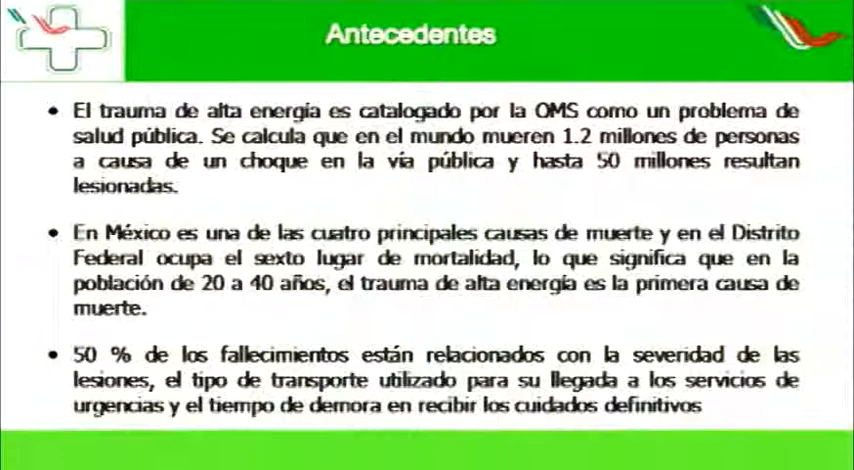 Antecedentes
• El trauma de alta energía es catalogado por la OMS como un problema de
salud pública. Se calcula que en el mundo mueren 1.2 millones de personas
a causa de un choque en la vía pública y hasta 50 millones resultan
lesionadas.
• En México es una de las cuatro principales causas de muerte y en el Distrito
Federal ocupa el sexto lugar de mortalidad, lo que significa que en la
población de 20 a 40 años, el trauma de alta energía es la primera causa de
muerte.
• 50 % de los fallecimientos están relacionados con la severidad de las
lesiones, el tipo de transporte utilizado para su llegada a los servicios de
urgencias y el tiempo de demora en recibir los cuidados definitivos